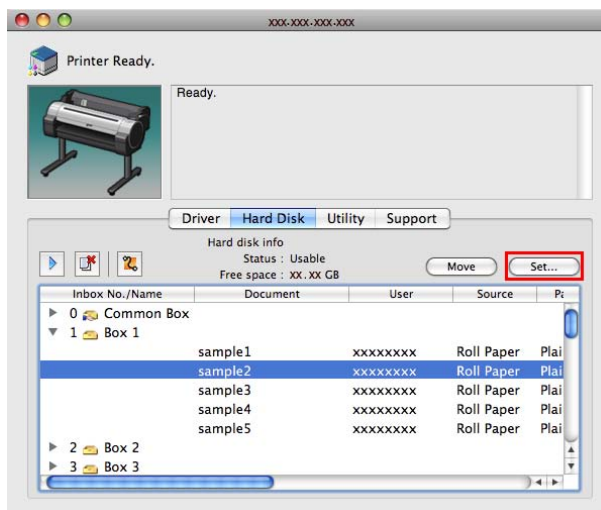 xxx.xxx.xxx.xxx
Printer Ready.
Ready.
Driver Hard Disk Utility Support
Hard disk info
Status : Usable
Free space : XX.XX GB
Move Set...
Inbox No./Name Document User Source Pa
0 Common Box
1 Box 1
sample1 xxxxxxxx Roll Paper Plai
sample2 xxxxxxxx Roll Paper Plai
sample3 xxxxxxxx Roll Paper Plai
sample4 xxxxxxxx Roll Paper Plai
sample5 xxxxxxxx Roll Paper Plai
2 Box 2
3 Box 3